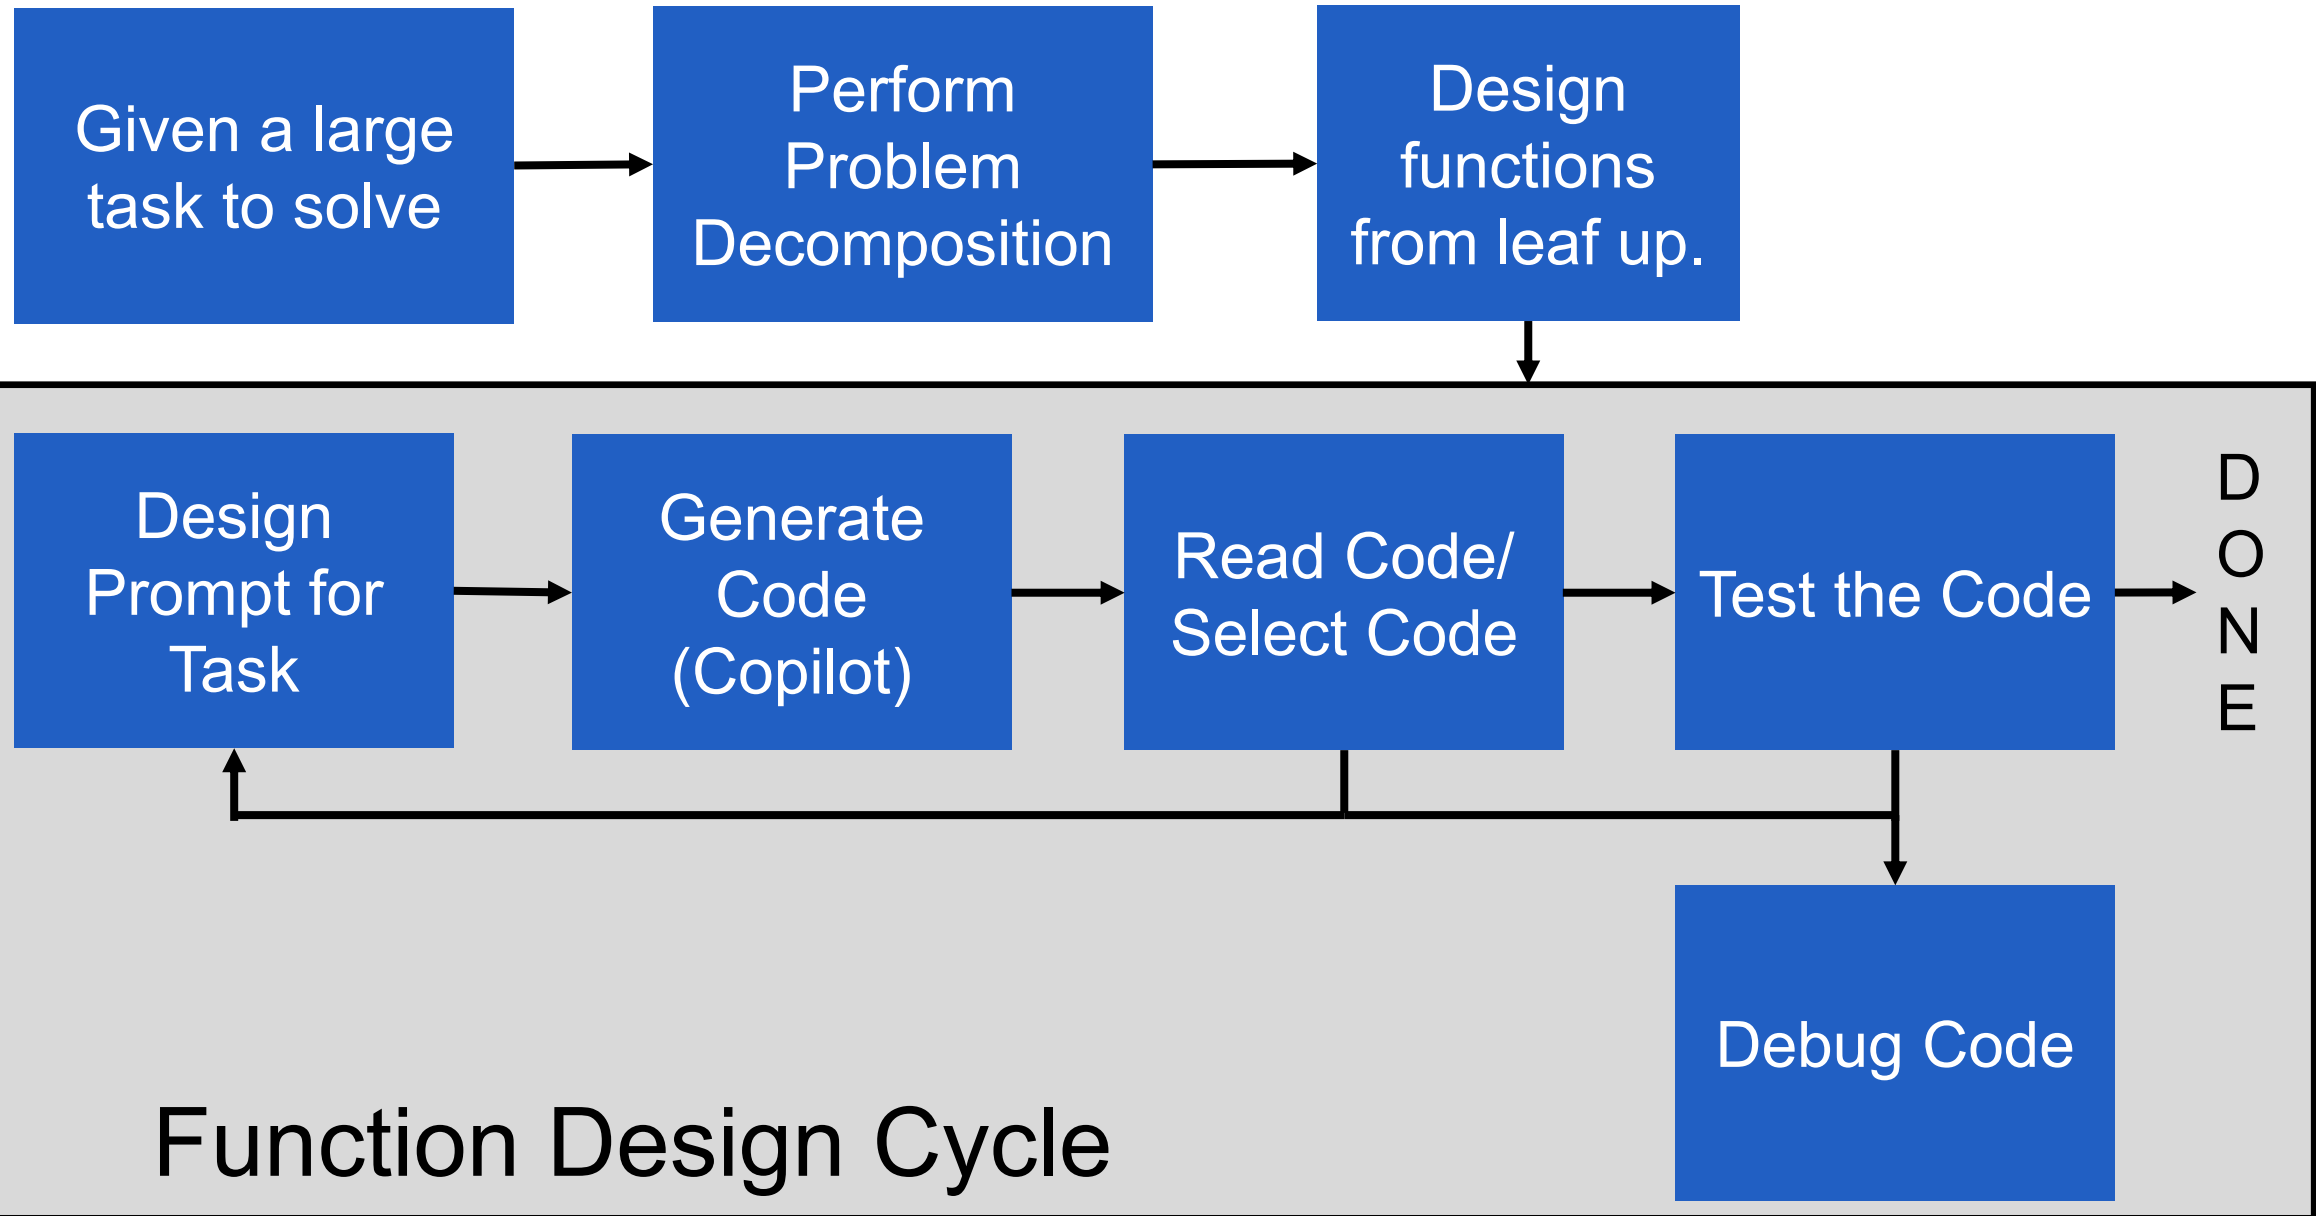 Given a large
task to solve
Perform
Problem
Decomposition
Design
functions
from leaf up.
Design
Prompt for
Task
Generate
Code
(Copilot)
Read Code/
Select Code
Test the Code
D
O
N
E
Debug Code
Function Design Cycle